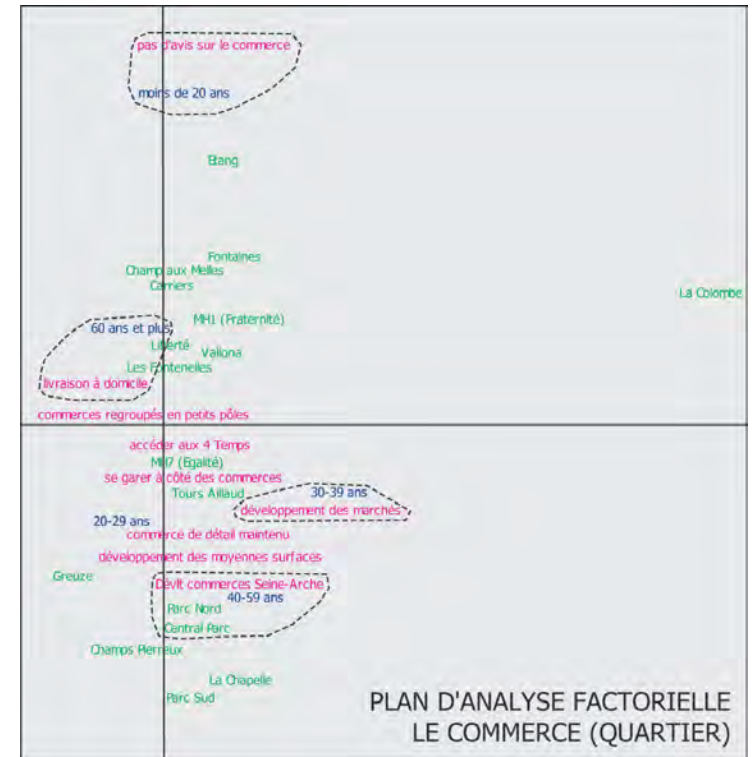 pas d'avis sur le commerce
moins de 20 ans
Etang
Fontaines
Champ aux Melles
Carriers
La Colombe
MH1 (Fraternité)
60 ans et plus
Liberté
Vallona
Les Fontenelles
livraison à domicile
commerces regroupés en petits pôles
accéder aux 4 Temps
MH7 (Egalité)
se garer à côté des commerces
Tours Aillaud
30-39 ans
développement des marchés
20-29 ans
commerce de détail maintenu
développement des moyennes surfaces
Greuze
Dévlt commerces Seine-Arche
40-59 ans
Parc Nord
Central Parc
Champs Pierreux
La Chapelle
Parc Sud
PLAN D'ANALYSE FACTORIELLE
LE COMMERCE (QUARTIER)